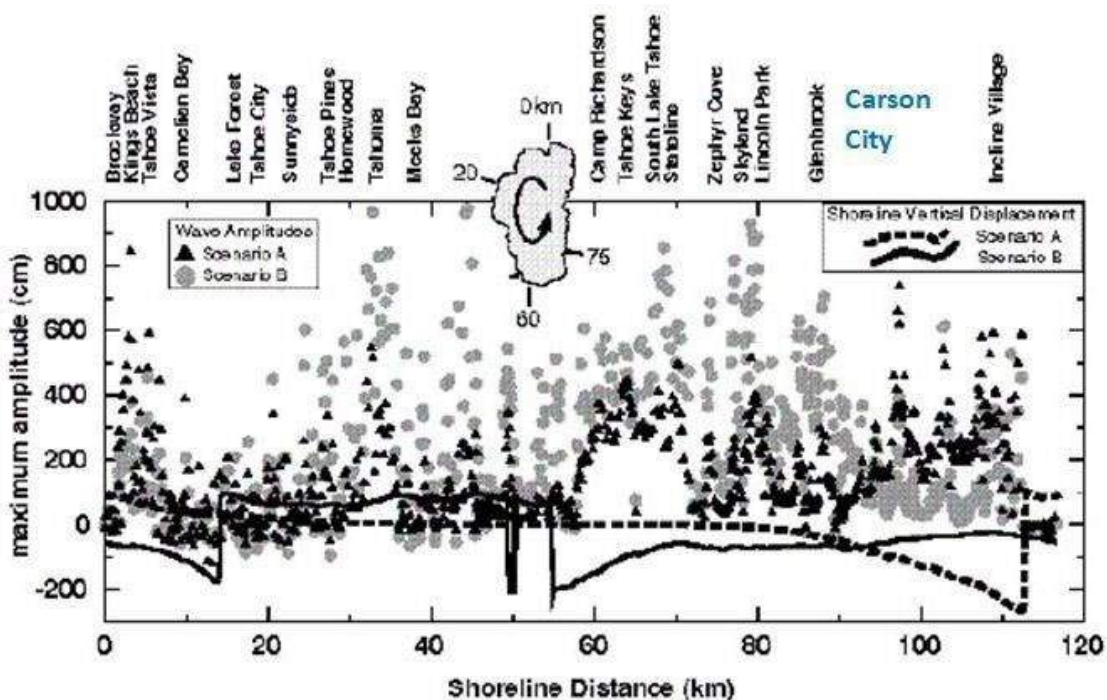 Brockway
Kings Beach
Tahoe Vista
Carnelian Bay
Lake Forest
Tahoe City
Sunnyside
Tahoe Pines
Homewood
Tahoma
Meeks Bay
Camp Richardson
Tahoe Keys
South Lake Tahoe
Stateline
Zephyr Cove
Skyland
Lincoln Park
Glenbrook
Carson
City
Incline Village
0km
20
75
60
Wave Amplitudes
Scenario A
Scenario B
Shoreline Vertical Displacement
Scenario A
Scenario B
maximum amplitude (cm)
1000
800
600
400
200
0
-200
0 20 40 60 80 100 120
Shoreline Distance (km)